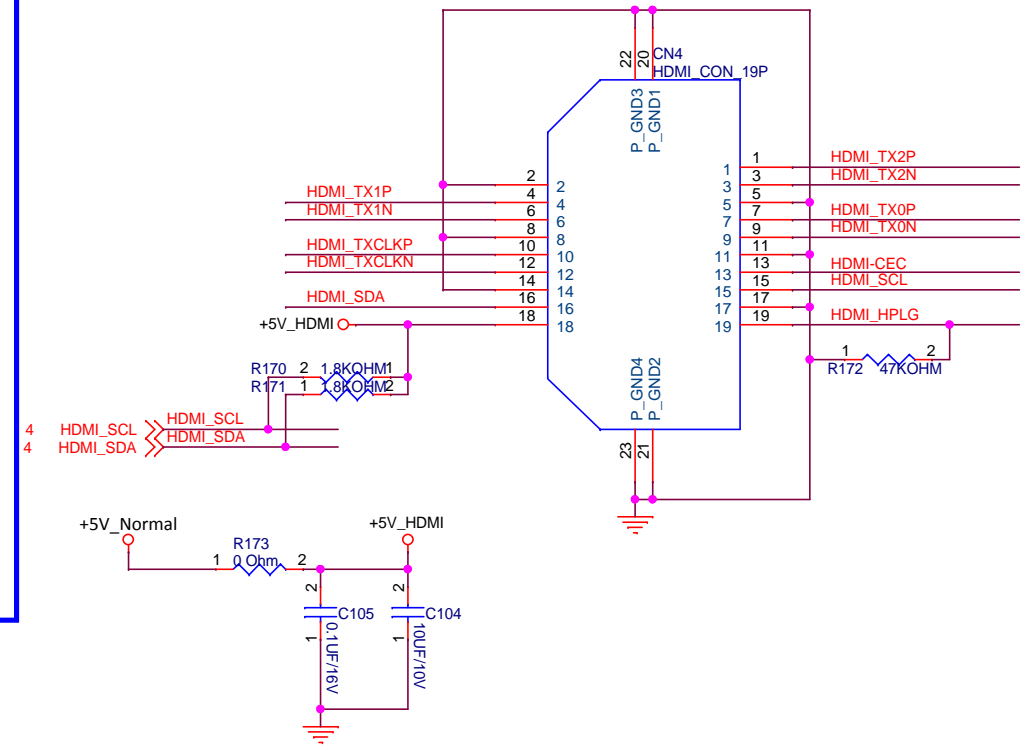 22
20
CN4
HDMI_CON_19P
P_GND3
P_GND1
2
2
HDMI_TX1P
4
4
HDMI_TX1N
6
6
8
8
HDMI_TXCLKP
10
10
HDMI_TXCLKN
12
12
14
14
HDMI_SDA
16
16
+5V_HDMI
18
18
1
1
HDMI_TX2P
3
3
HDMI_TX2N
5
5
7
7
HDMI_TX0P
9
9
HDMI_TX0N
11
11
13
13
HDMI-CEC
15
15
HDMI_SCL
17
17
19
19
HDMI_HPLG
1
2
R172
47KOHM
R170
2
1.8KOHM
1
R171
1
1.8KOHM
2
P_GND4
P_GND2
23
21
4
HDMI_SCL
HDMI_SCL
4
HDMI_SDA
HDMI_SDA
+5V_Normal
+5V_HDMI
R173
1
0 Ohm
2
2
C105
1
0.1UF/16V
2
C104
1
10UF/10V